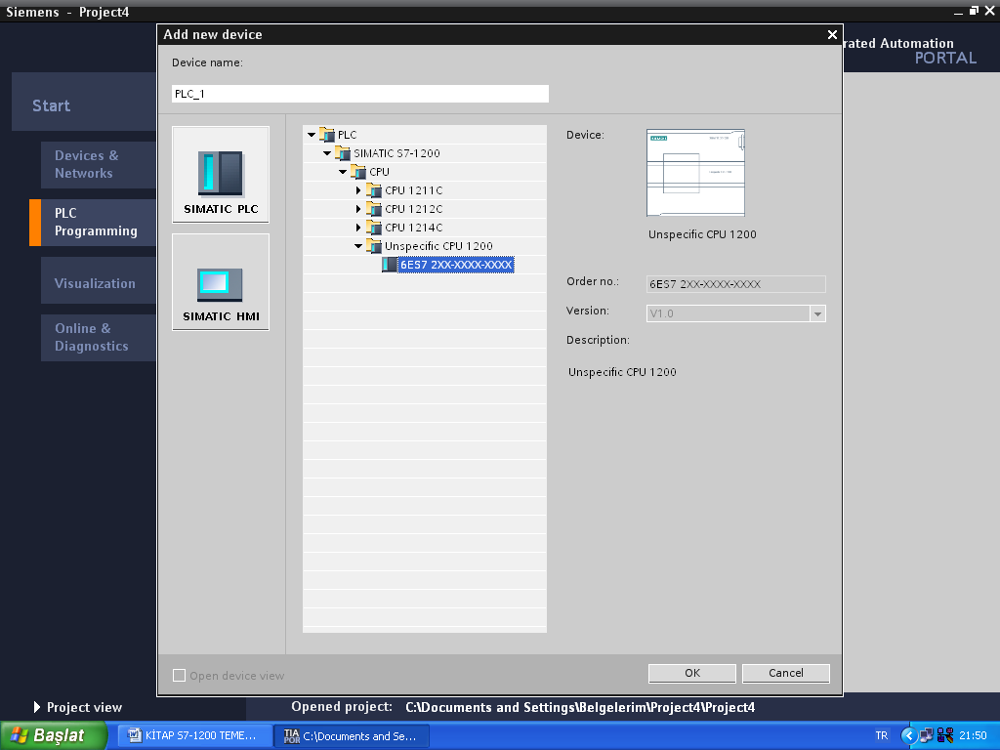 Siemens - Project4
Add new device
rated Automation
PORTAL
Device name:
PLC_1
Start
Devices &
Networks
PLC
Programming
Visualization
Online &
Diagnostics
SIMATIC PLC
SIMATIC HMI
PLC
SIMATIC S7-1200
CPU
CPU 1211C
CPU 1212C
CPU 1214C
Unspecific CPU 1200
6ES7 2XX-XXXX-XXXX
Device:
SIEMENS
Unspecific CPU 1200
Order no.: 6ES7 2XX-XXXX-XXXX
Version: V1.0
Description:
Unspecific CPU 1200
Open device view
OK
Cancel
Project view
Opened project: C:\Documents and Settings\Belgelerim\Project4\Project4
Başlat
KİTAP S7-1200 TEME...
TIA
POR
C:\Documents and Se...
TR
21:50